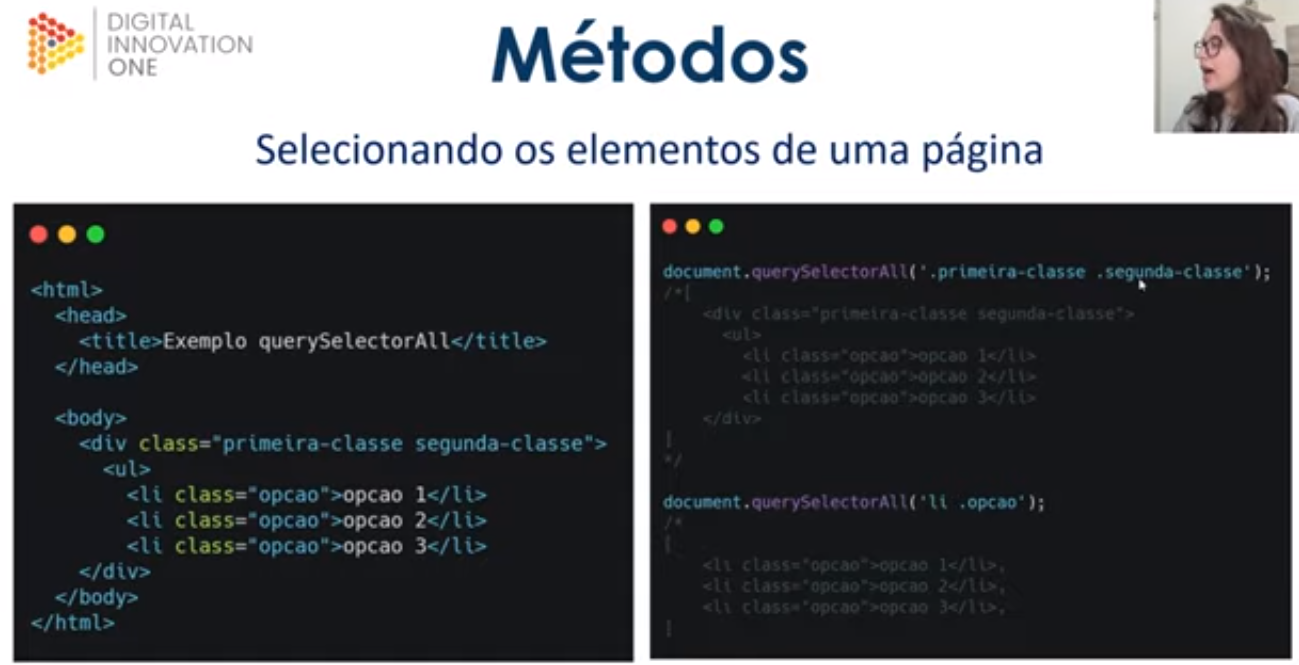 DIGITAL
INNOVATION
ONE
Métodos
Selecionando os elementos de uma página
<html>
<head>
<title>Exemplo querySelectorAll</title>
</head>
<body>
<div class="primeira-classe segunda-classe">
<ul>
<li class="opcao">opcao 1</li>
<li class="opcao">opcao 2</li>
<li class="opcao">opcao 3</li>
</div>
</body>
</html>
document.querySelectorAll('.primeira-classe .segunda-classe');
/*[
<div class="primeira-classe segunda-classe">
<ul>
<li class="opcao">opcao 1</li>
<li class="opcao">opcao 2</li>
<li class="opcao">opcao 3</li>
</div>
]
*/
document.querySelectorAll('li .opcao');
/*
[
<li class="opcao">opcao 1</li>,
<li class="opcao">opcao 2</li>,
<li class="opcao">opcao 3</li>,
]